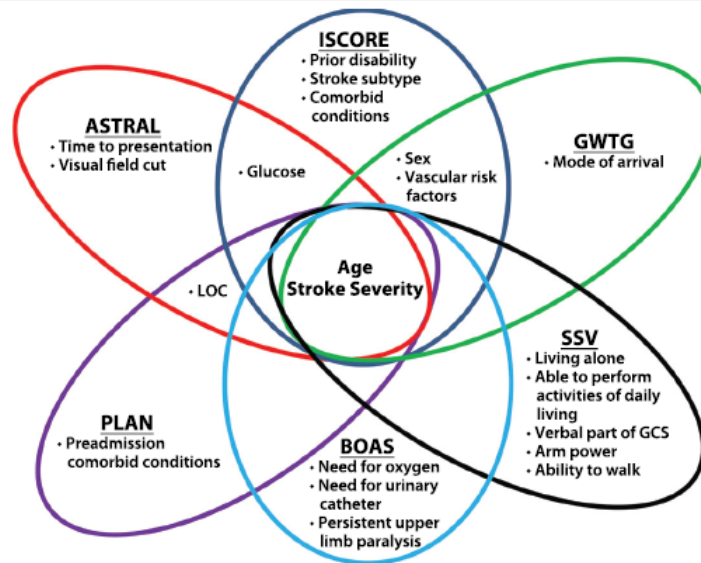 ISCORE
• Prior disability
• Stroke subtype
• Comorbid
conditions
ASTRAL
• Time to presentation
• Visual field cut
GWTG
• Mode of arrival
• Glucose
• Sex
• Vascular risk
factors
Age
Stroke Severity
• LOC
SSV
• Living alone
• Able to perform
activities of daily
living
• Verbal part of GCS
• Arm power
• Ability to walk
PLAN
• Preadmission
comorbid conditions
BOAS
• Need for oxygen
• Need for urinary
catheter
• Persistent upper
limb paralysis